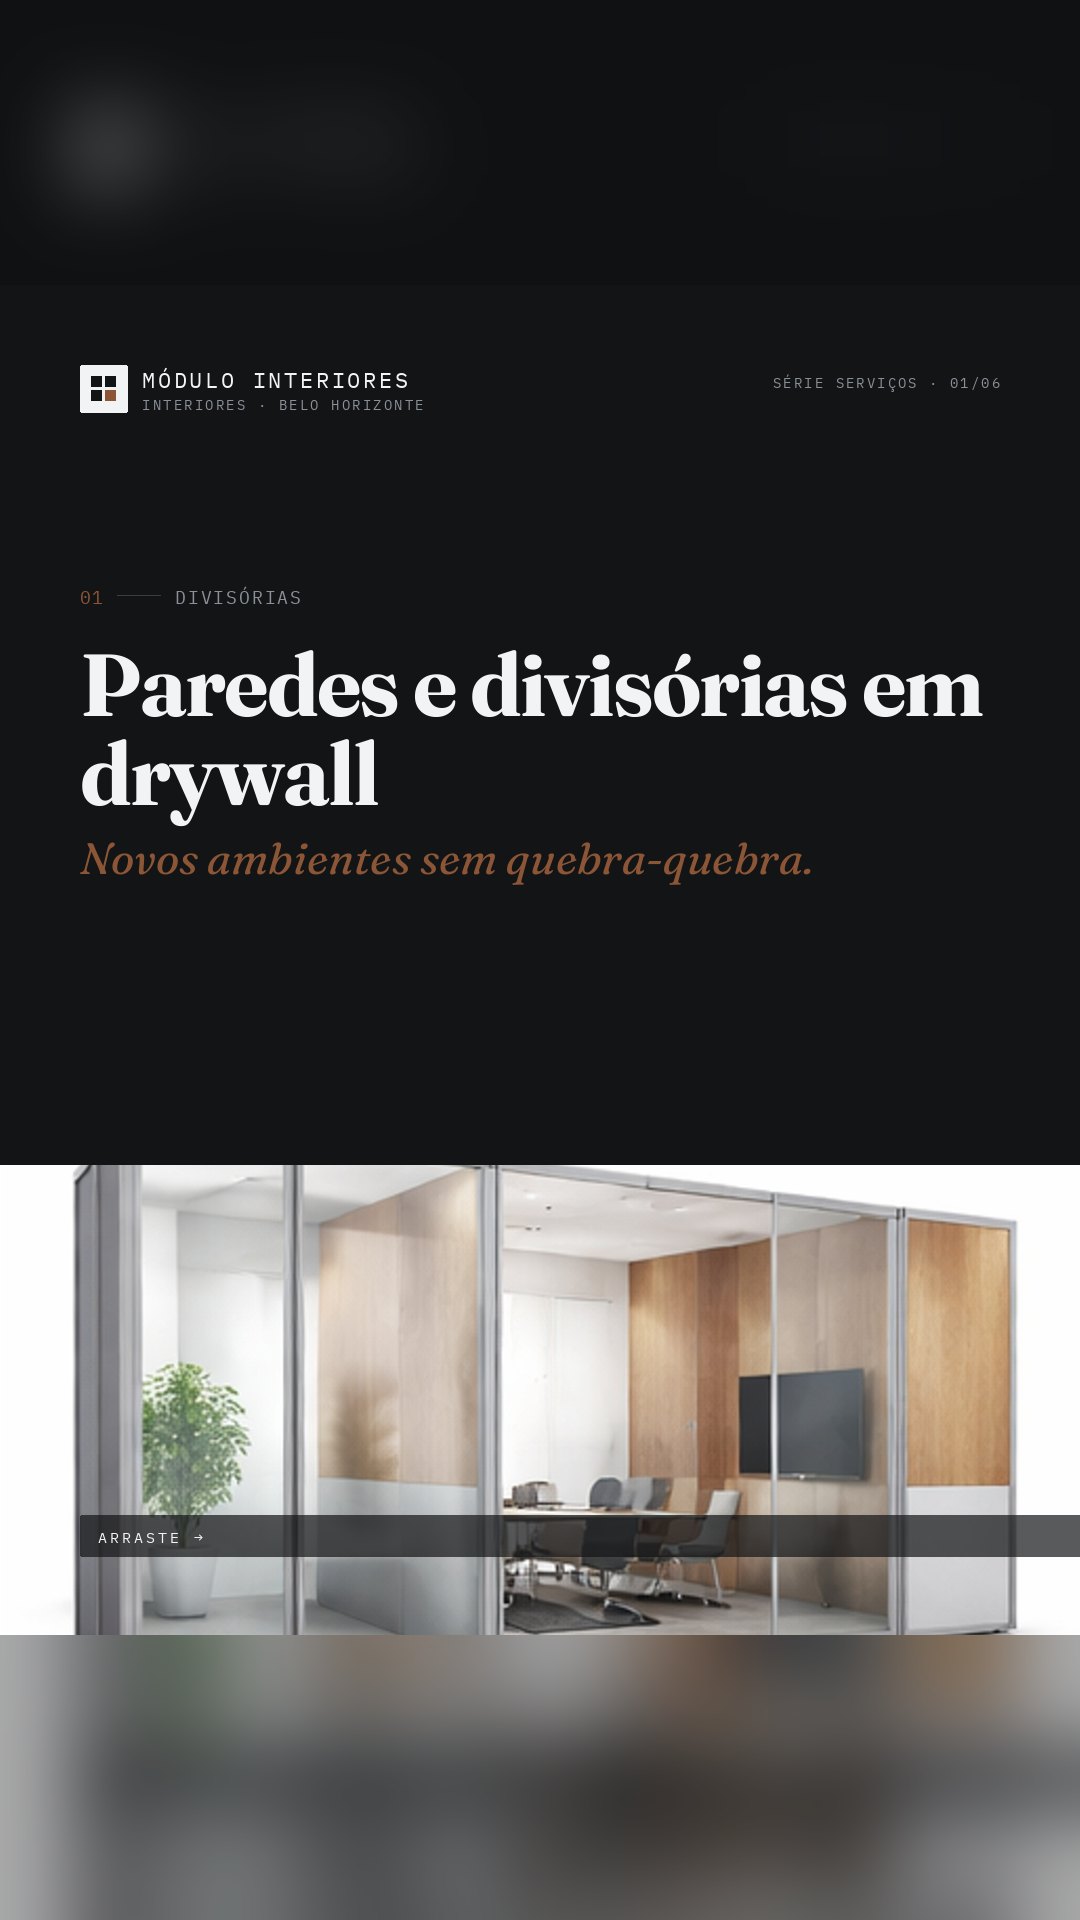 MÓDULO INTERIORES
INTERIORES · BELO HORIZONTE
SÉRIE SERVIÇOS · 01/06
01 DIVISÓRIAS
Paredes e divisórias em
drywall
Novos ambientes sem quebra-quebra.
ARRASTE →